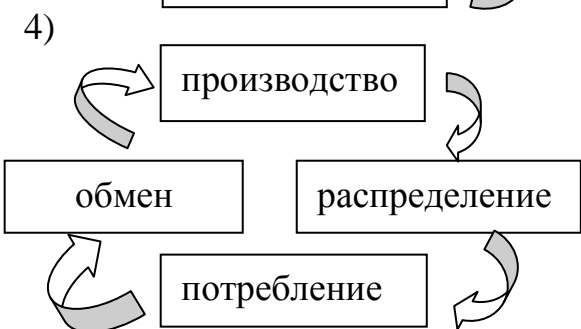 4)
производство
обмен
распределение
потребление